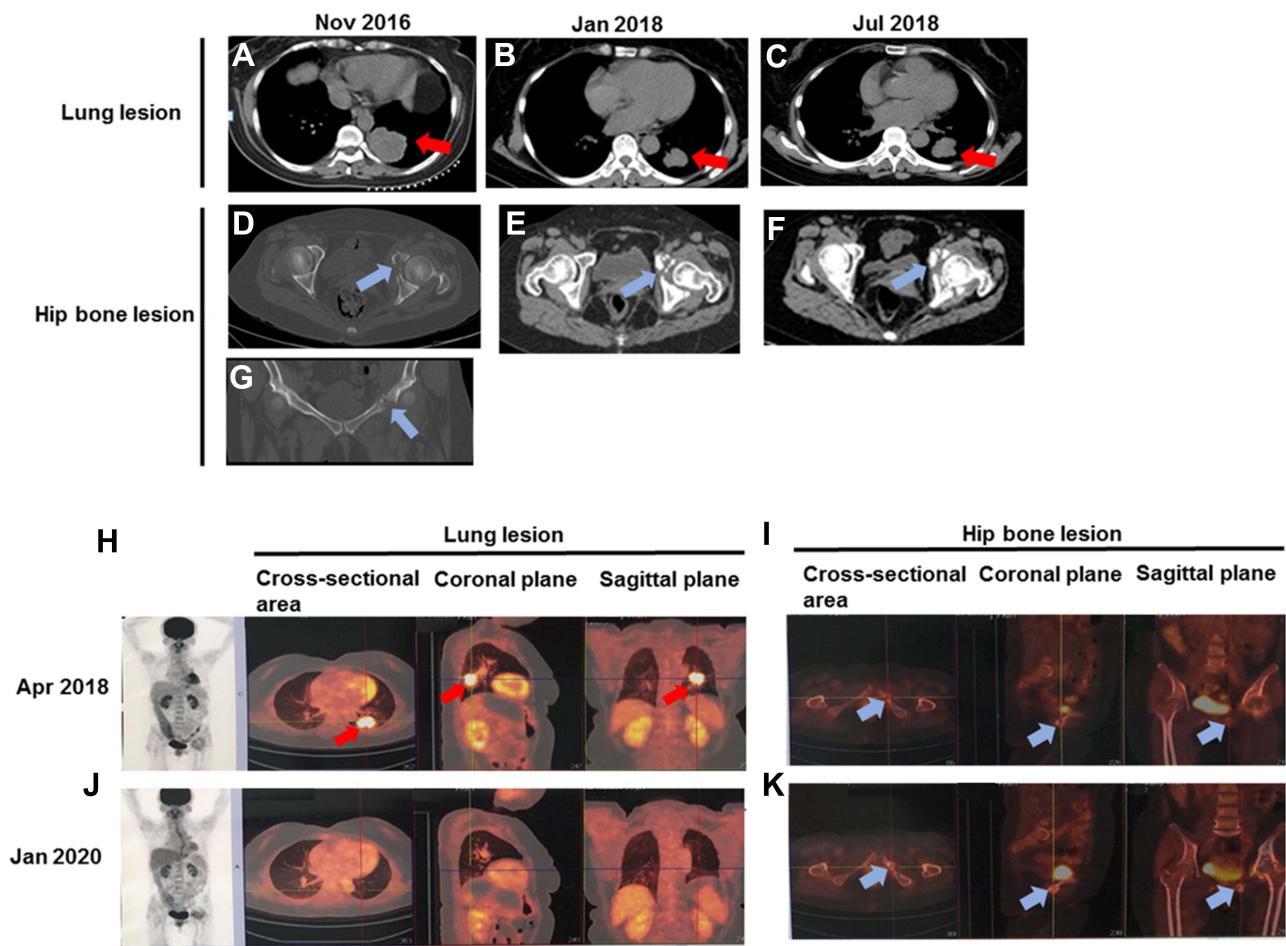 Nov 2016
Jan 2018
Jul 2018
A
B
C
Lung lesion
D
E
F
Hip bone lesion
G
H
Lung lesion
I
Hip bone lesion
Cross-sectional
area
Coronal plane
Sagittal plane
Cross-sectional
area
Coronal plane
Sagittal plane
Apr 2018
J
K
Jan 2020